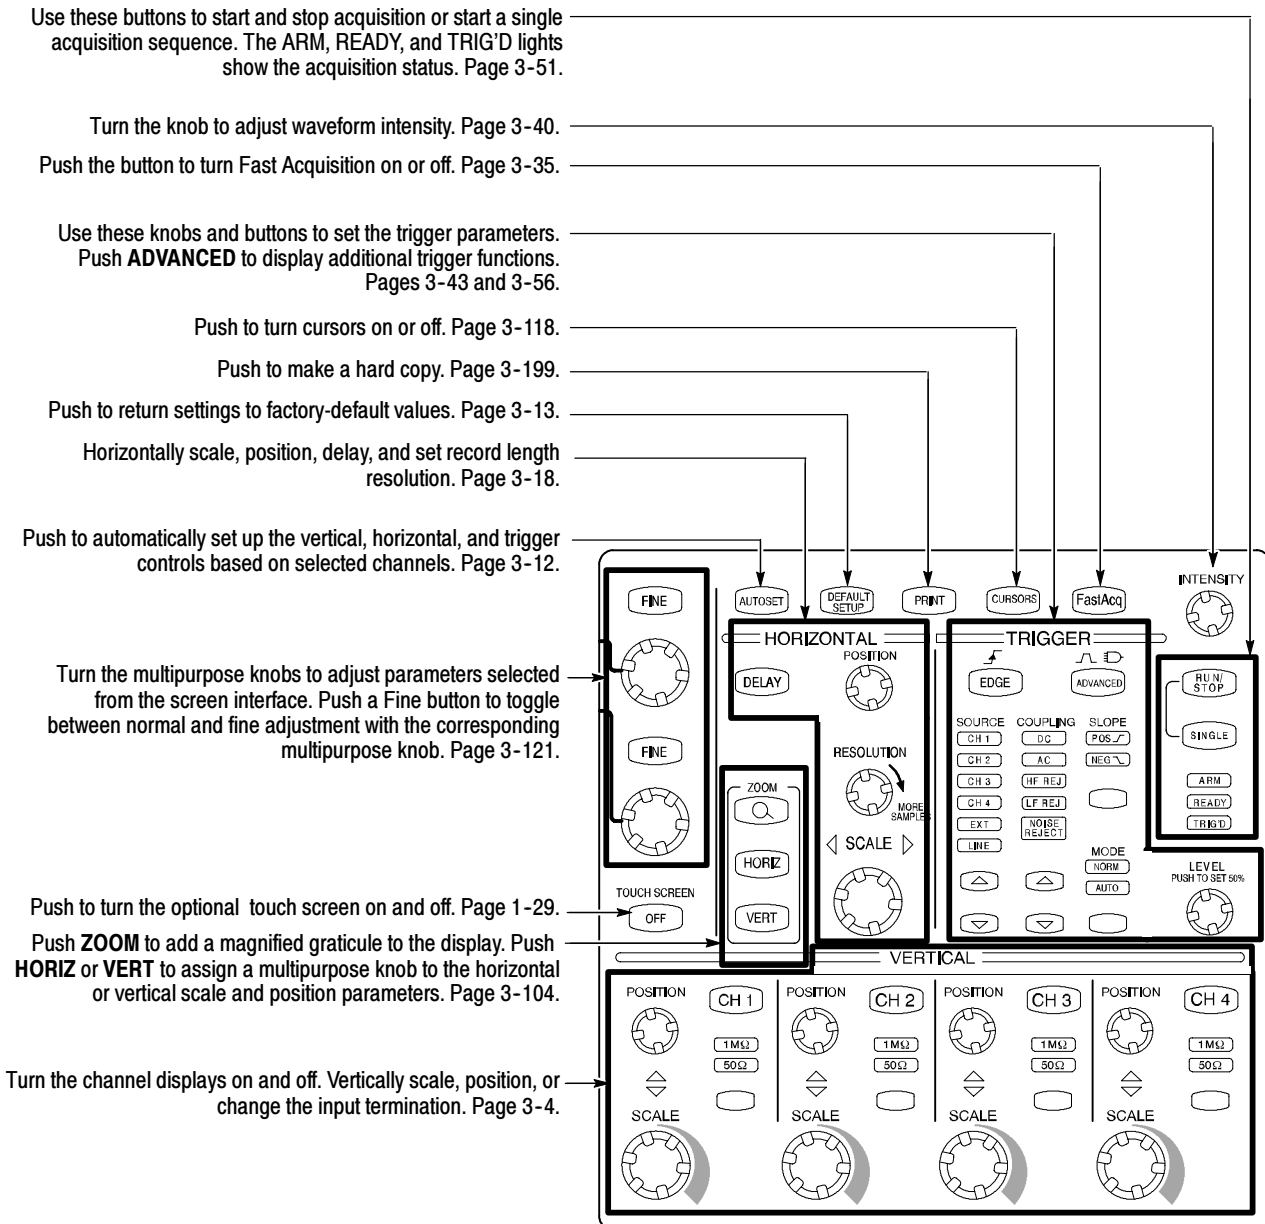 Use these buttons to start and stop acquisition or start a single
acquisition sequence. The ARM, READY, and TRIG'D lights
show the acquisition status. Page 3-51.
Turn the knob to adjust waveform intensity. Page 3-40.
Push the button to turn Fast Acquisition on or off. Page 3-35.
Use these knobs and buttons to set the trigger parameters.
Push ADVANCED to display additional trigger functions.
Pages 3-43 and 3-56.
Push to turn cursors on or off. Page 3-118.
Push to make a hard copy. Page 3-199.
Push to return settings to factory-default values. Page 3-13.
Horizontally scale, position, delay, and set record length
resolution. Page 3-18.
Push to automatically set up the vertical, horizontal, and trigger
controls based on selected channels. Page 3-12.
Turn the multipurpose knobs to adjust parameters selected
from the screen interface. Push a Fine button to toggle
between normal and fine adjustment with the corresponding
multipurpose knob. Page 3-121.
Push to turn the optional touch screen on and off. Page 1-29.
Push ZOOM to add a magnified graticule to the display. Push
HORIZ or VERT to assign a multipurpose knob to the horizontal
or vertical scale and position parameters. Page 3-104.
Turn the channel displays on and off. Vertically scale, position, or
change the input termination. Page 3-4.
FINE
FINE
TOUCH SCREEN
OFF
AUTOSET
DEFAULT
SETUP
PRINT
CURSORS
FastAcq
INTENSITY
HORIZONTAL
POSITION
DELAY
RESOLUTION
MORE
SAMPLES
SCALE
ZOOM
HORIZ
VERT
TRIGGER
EDGE
ADVANCED
SOURCE
CH 1
CH 2
CH 3
CH 4
EXT
LINE
COUPLING
DC
AC
HF REJ
LF REJ
NOISE
REJECT
SLOPE
POS
NEG
MODE
NORM
AUTO
RUN/
STOP
SINGLE
ARM
READY
TRIG'D
LEVEL
PUSH TO SET 50%
VERTICAL
POSITION
CH 1
1MΩ
50Ω
SCALE
POSITION
CH 2
1MΩ
50Ω
SCALE
POSITION
CH 3
1MΩ
50Ω
SCALE
POSITION
CH 4
1MΩ
50Ω
SCALE